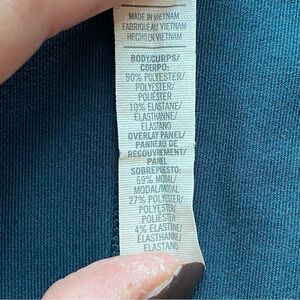 MADE IN VIETNAM
FABRIQUÉ AU VIETNAM
HECHO EN VIETNAM
BODY/CORPS/
CUERPO:
90% POLYESTER/
POLYESTER/
POLIÉSTER
10% ELASTANE/
ÉLASTHANNE/
ELASTANO
OVERLAY PANEL/
PANNEAU DE
RECOUVREMENT/
PANEL
SOBREPUESTO:
69% MODAL/
MODAL/MODAL
27% POLYESTER/
POLYESTER/
POLIÉSTER
4% ELASTANE/
ÉLASTHANNE/
ELASTANO